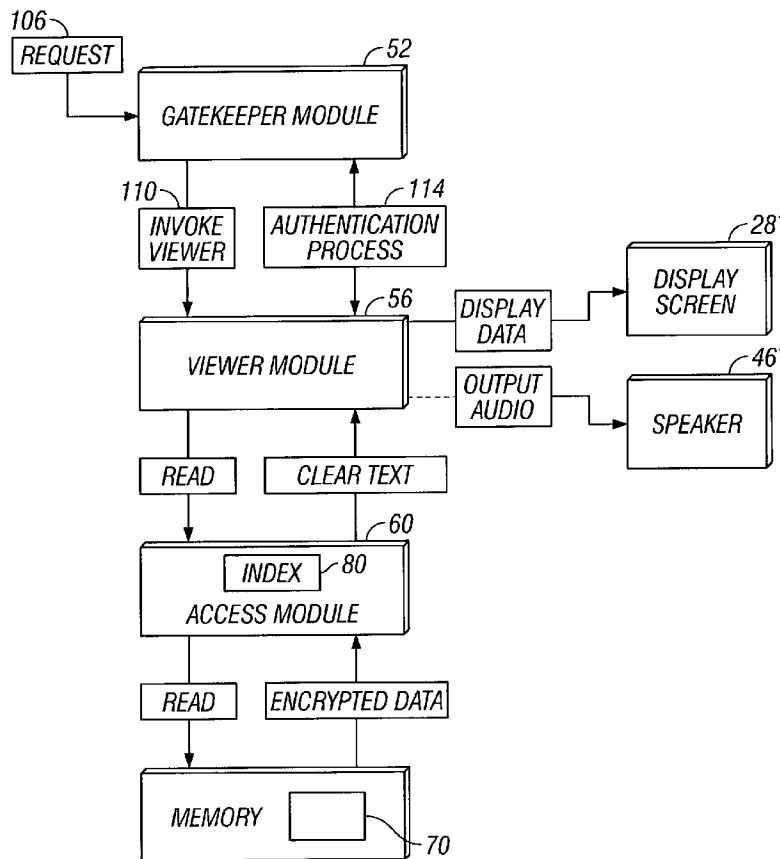 106
REQUEST
52
GATEKEEPER MODULE
110
INVOKE
VIEWER
114
AUTHENTICATION
PROCESS
56
VIEWER MODULE
DISPLAY
DATA
28'
DISPLAY
SCREEN
OUTPUT
AUDIO
46'
SPEAKER
READ
CLEAR TEXT
60
INDEX
80
ACCESS MODULE
READ
ENCRYPTED DATA
MEMORY
70